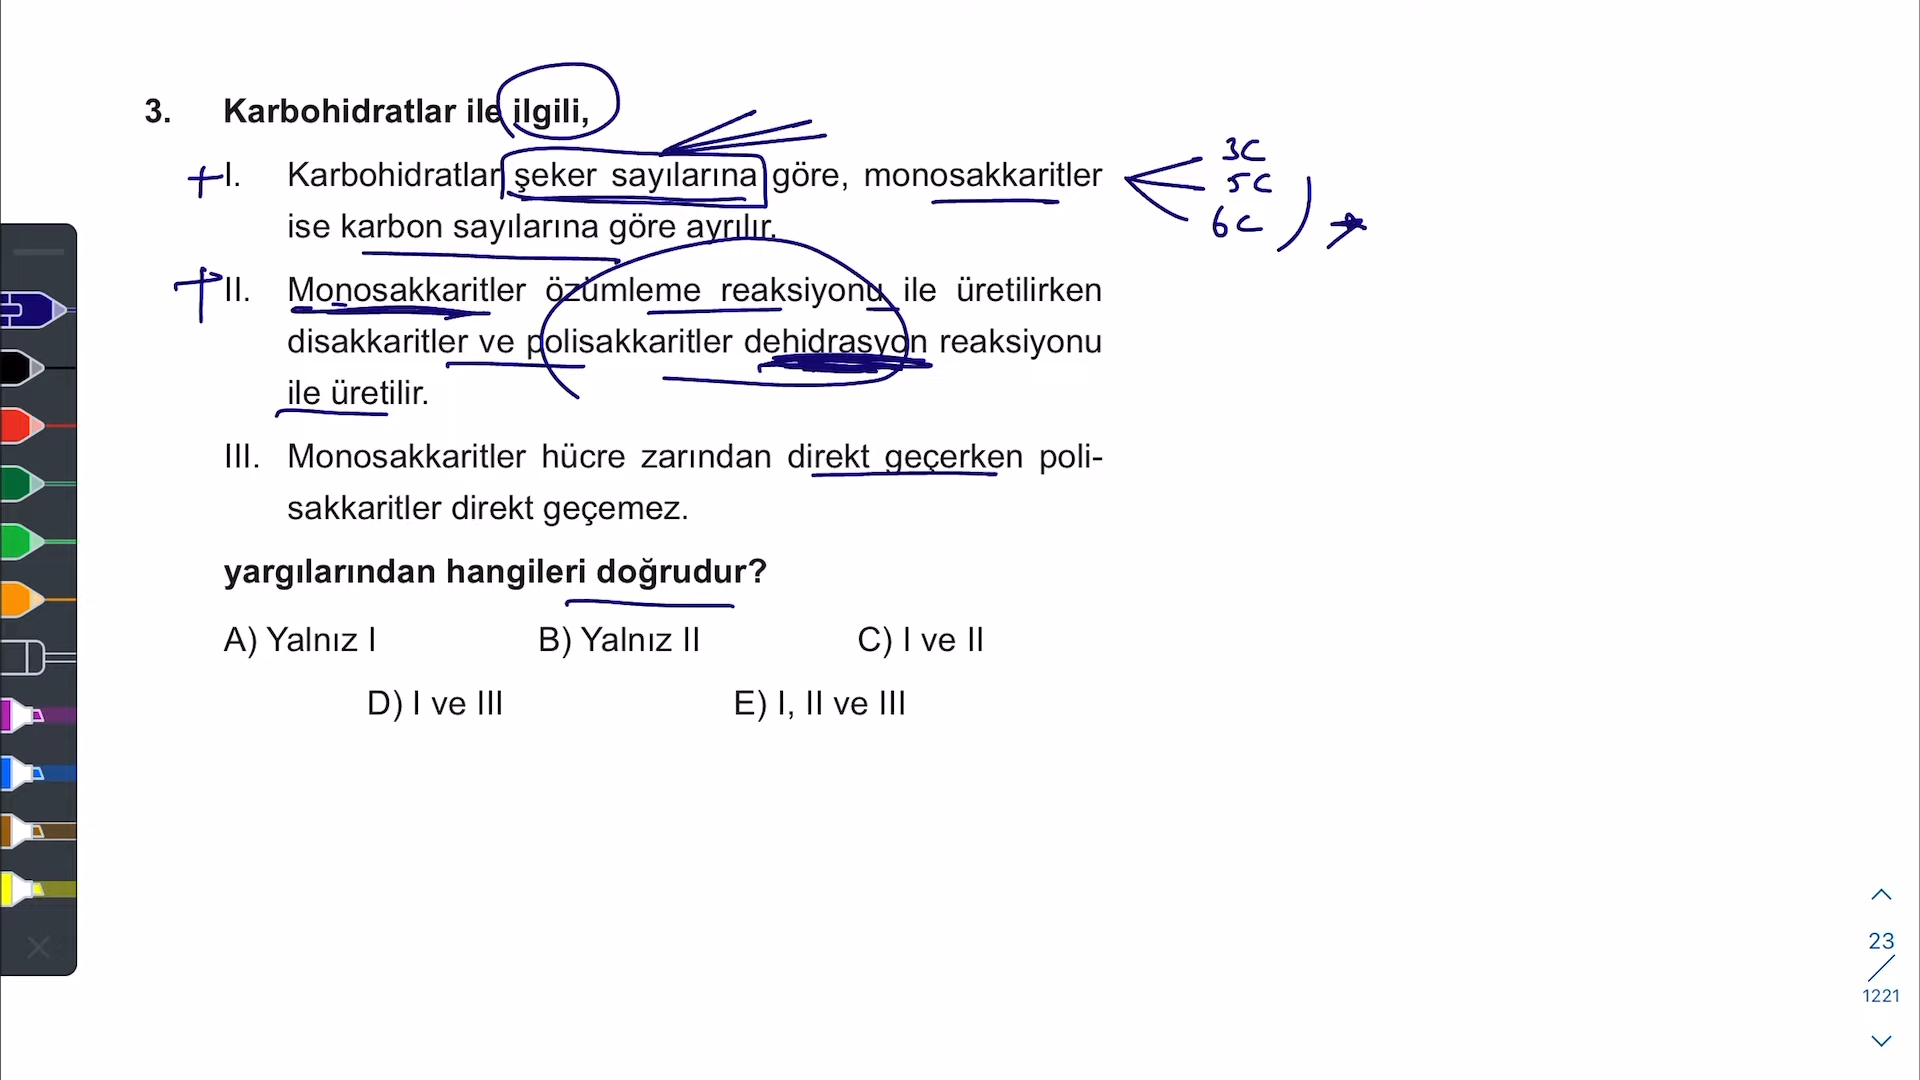 3. Karbohidratlar ile ilgili,
+I. Karbohidratlar şeker sayılarına göre, monosakkaritler
ise karbon sayılarına göre ayrılır.
3C
5C
6C
+II. Monosakkaritler özümleme reaksiyonu ile üretilirken
disakkaritler ve polisakkaritler dehidrasyon reaksiyonu
ile üretilir.
III. Monosakkaritler hücre zarından direkt geçerken poli-
sakkaritler direkt geçemez.
yargılarından hangileri doğrudur?
A) Yalnız I B) Yalnız II C) I ve II
D) I ve III E) I, II ve III
23
/
1221